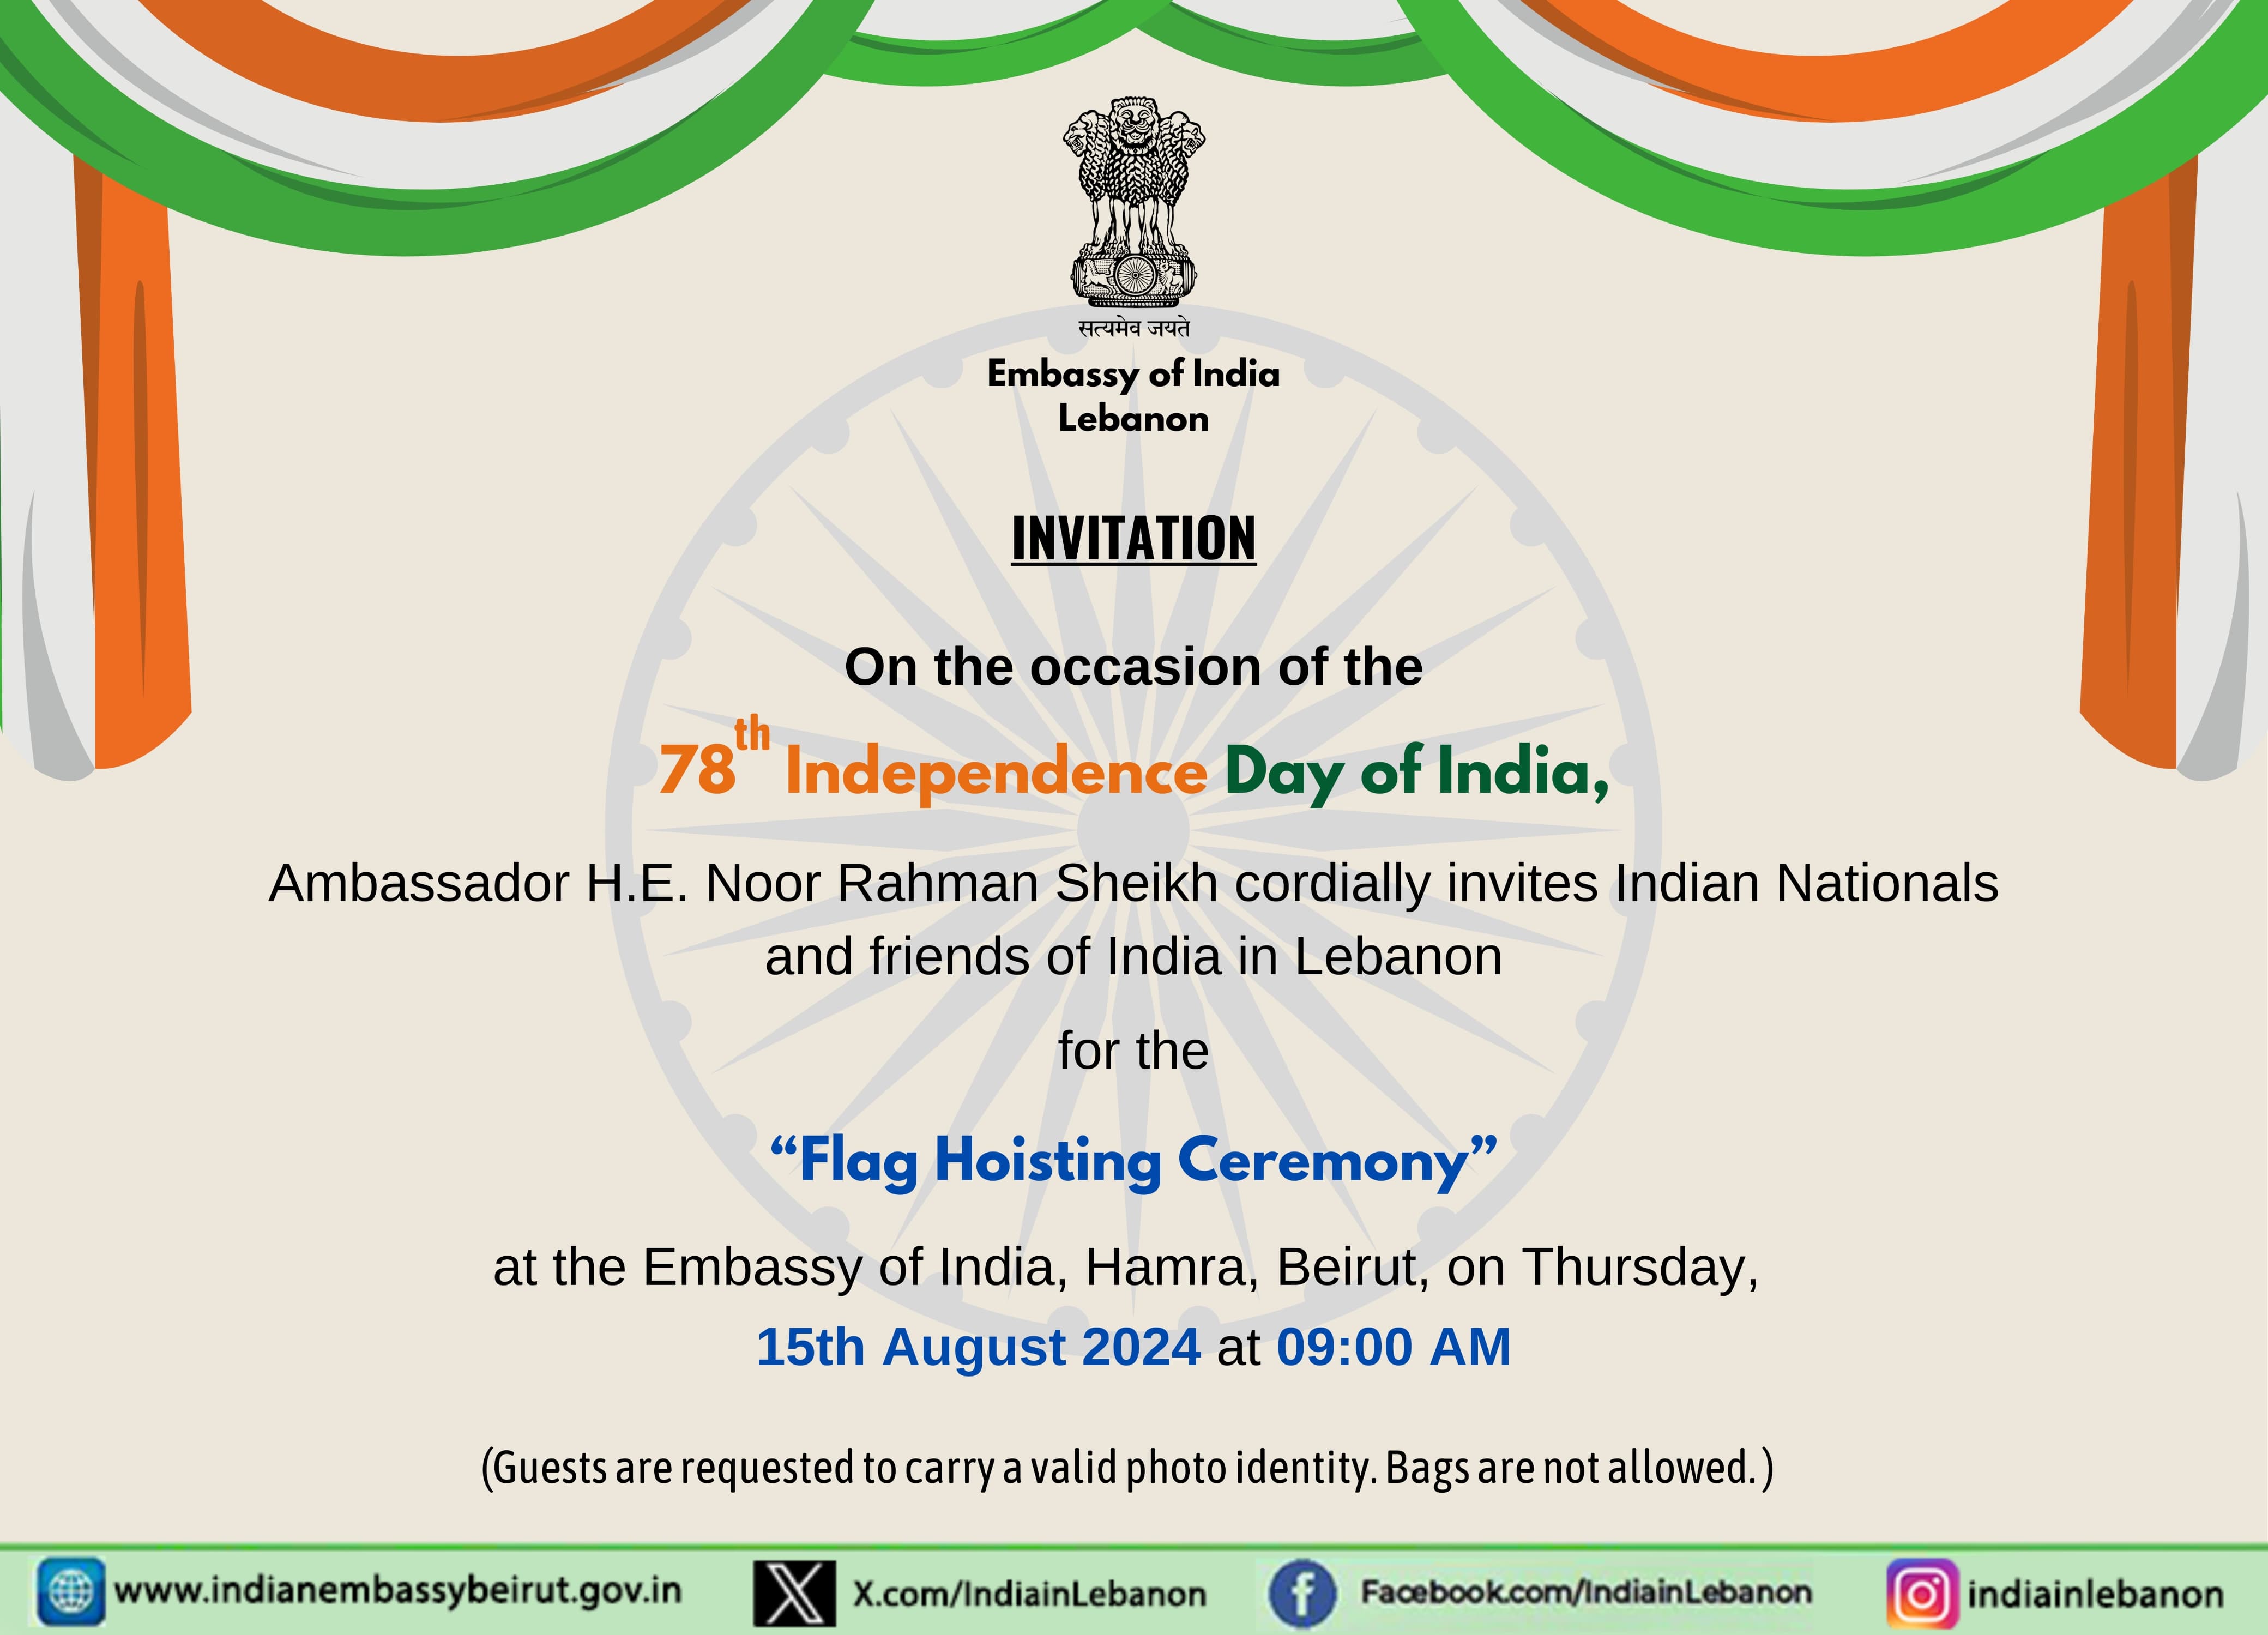 सत्यमेव जयते
Embassy of India
Lebanon
INVITATION
On the occasion of the
78th Independence Day of India,
Ambassador H.E. Noor Rahman Sheikh cordially invites Indian Nationals
and friends of India in Lebanon
for the
“Flag Hoisting Ceremony”
at the Embassy of India, Hamra, Beirut, on Thursday,
15th August 2024 at 09:00 AM
(Guests are requested to carry a valid photo identity. Bags are not allowed.)
www.indianembassybeirut.gov.in X.com/IndiainLebanon Facebook.com/IndiainLebanon indiainlebanon